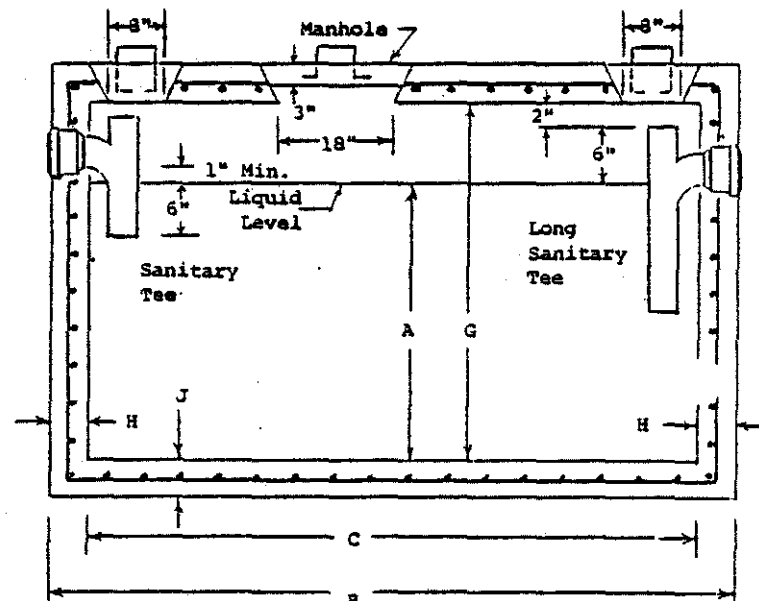 8"
8"
Manhole
3"
2"
18"
6"
1" Min.
Liquid
Level
6"
Long
Sanitary
Tee
Sanitary
Tee
A
G
J
H
H
C